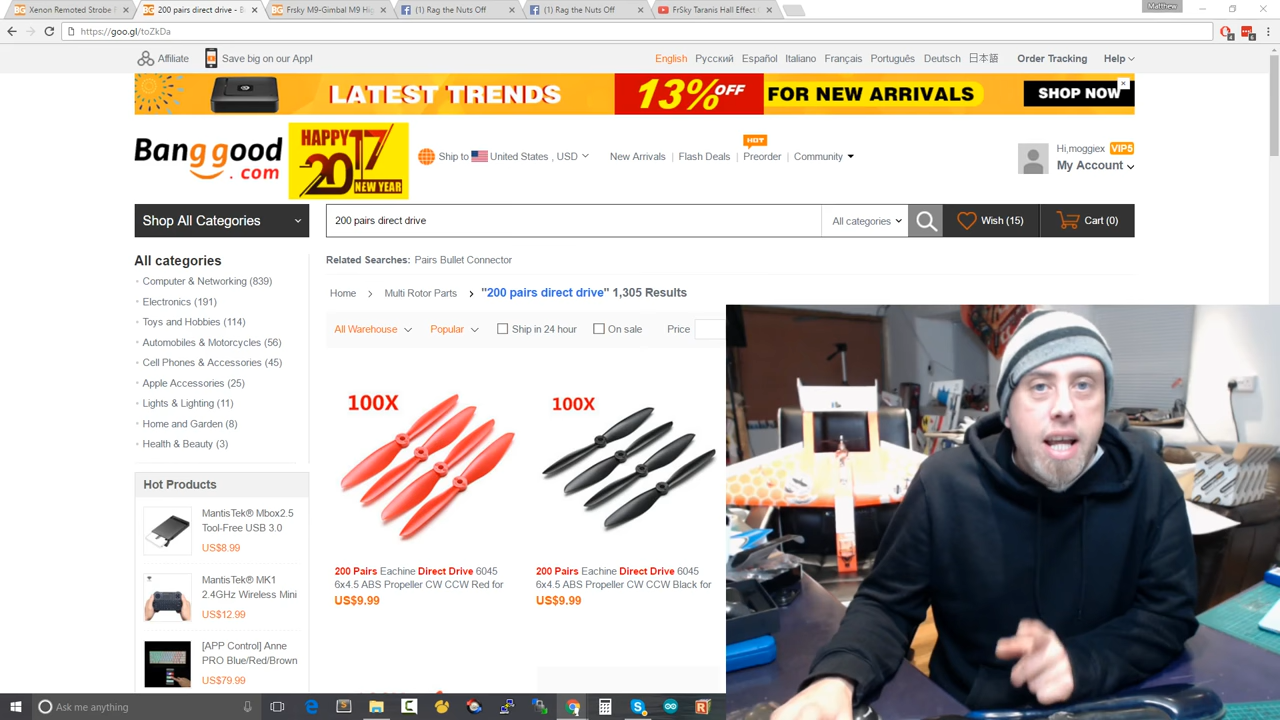 Xenon Remoted Strobe
200 pairs direct drive - B
Frsky M9-Gimbal M9 Hig
(1) Rag the Nuts Off
(1) Rag the Nuts Off
FrSky Taranis Hall Effect
Matthew
https://goo.gl/toZkDa
Affiliate
Save big on our App!
English
Русский
Español
Italiano
Français
Português
Deutsch
日本語
Order Tracking
Help
LATEST TRENDS
13% OFF
FOR NEW ARRIVALS
SHOP NOW
Banggood.com
HAPPY 2017 NEW YEAR
Ship to United States , USD
New Arrivals
Flash Deals
HOT
Preorder
Community
Hi,moggiex VIP5
My Account
Shop All Categories
200 pairs direct drive
All categories
Wish (15)
Cart (0)
All categories
Related Searches: Pairs Bullet Connector
Computer & Networking (839)
Electronics (191)
Toys and Hobbies (114)
Automobiles & Motorcycles (56)
Cell Phones & Accessories (45)
Apple Accessories (25)
Lights & Lighting (11)
Home and Garden (8)
Health & Beauty (3)
Home > Multi Rotor Parts > "200 pairs direct drive" 1,305 Results
All Warehouse
Popular
Ship in 24 hour
On sale
Price
100X
100X
200 Pairs Eachine Direct Drive 6045
6x4.5 ABS Propeller CW CCW Red for
US$9.99
200 Pairs Eachine Direct Drive 6045
6x4.5 ABS Propeller CW CCW Black for
US$9.99
Hot Products
MantisTek® Mbox2.5
Tool-Free USB 3.0
US$8.99
MantisTek® MK1
2.4GHz Wireless Mini
US$12.99
[APP Control] Anne
PRO Blue/Red/Brown
US$79.99
Ask me anything